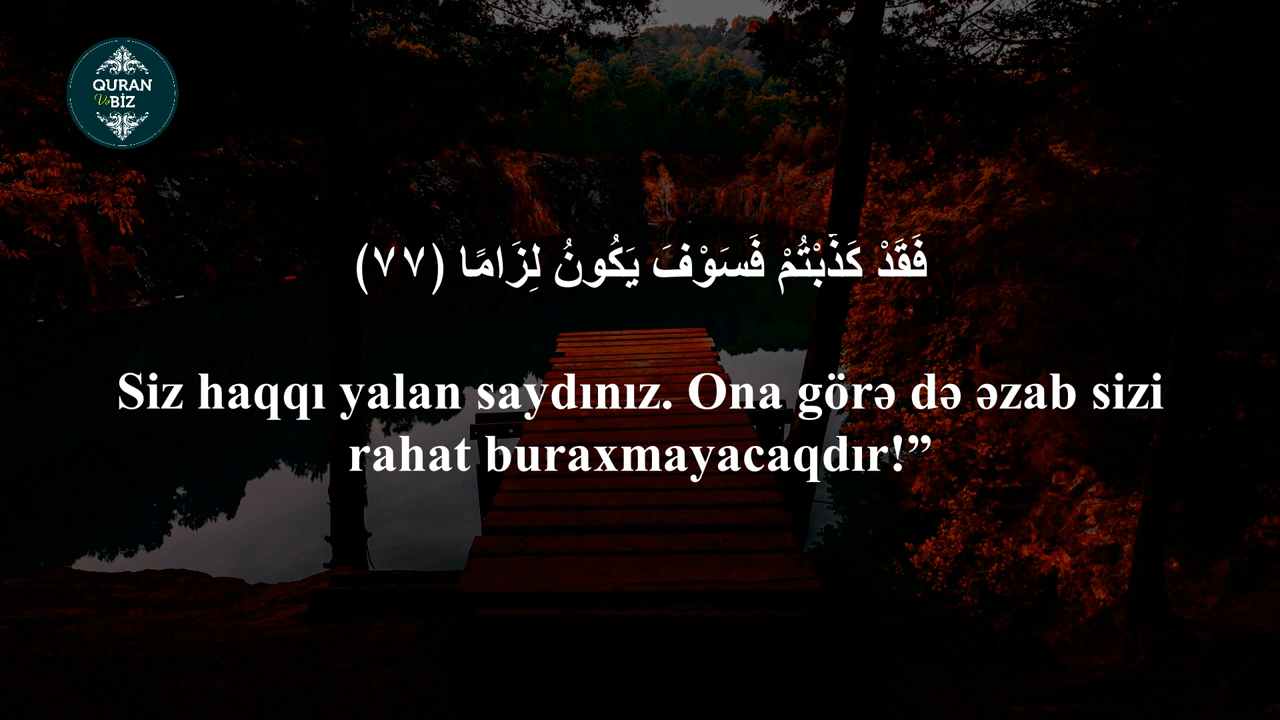 QURAN
Və
BİZ
فَقَدْ كَذَّبْتُمْ فَسَوْفَ يَكُونُ لِزَامًا (٧٧)
Siz haqqı yalan saydınız. Ona görə də əzab sizi
rahat buraxmayacaqdır!”